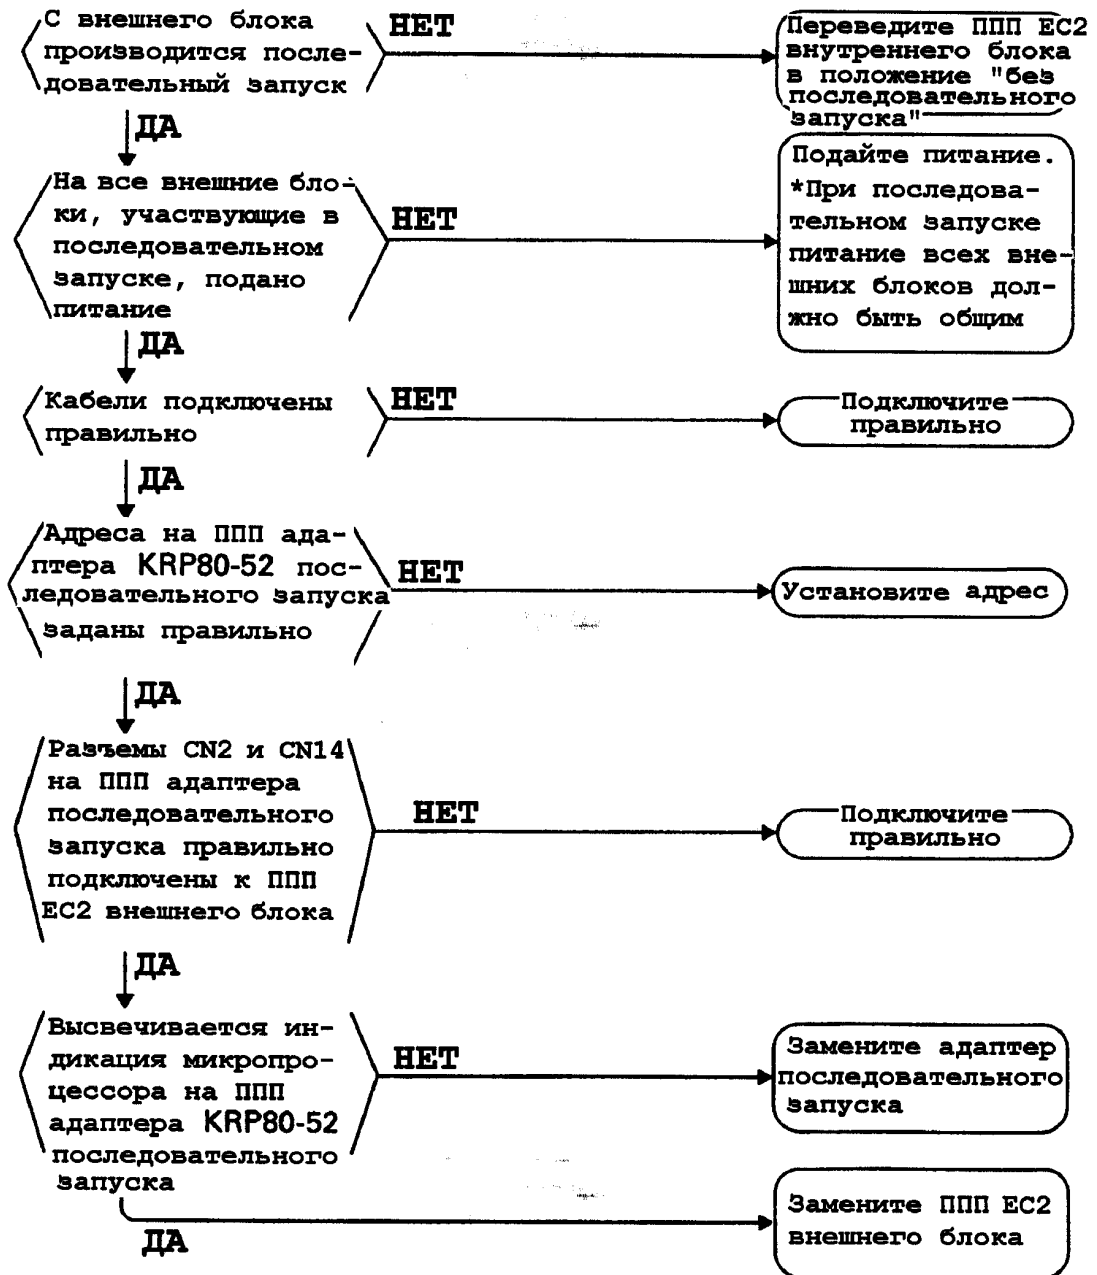 С внешнего блока
производится после-
довательный запуск
НЕТ
Переведите ППП EC2
внутреннего блока
в положение "без
последовательного
запуска"
ДА
На все внешние бло-
ки, участвующие в
последовательном
запуске, подано
питание
НЕТ
Подайте питание.
*При последова-
тельном запуске
питание всех вне-
шних блоков дол-
жно быть общим
ДА
Кабели подключены
правильно
НЕТ
Подключите
правильно
ДА
Адреса на ППП ада-
птера KRP80-52 пос-
ледовательного запуска
заданы правильно
НЕТ
Установите адрес
ДА
Разъемы CN2 и CN14
на ППП адаптера
последовательного
запуска правильно
подключены к ППП
EC2 внешнего блока
НЕТ
Подключите
правильно
ДА
Высвечивается ин-
дикация микропро-
цессора на ППП
адаптера KRP80-52
последовательного
запуска
НЕТ
Замените адаптер
последовательного
запуска
ДА
Замените ППП EC2
внешнего блока